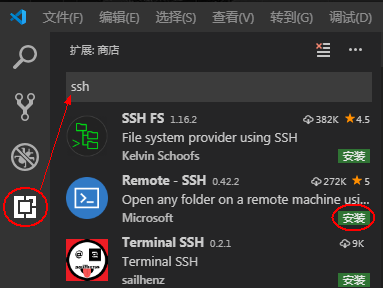 文件(F) 编辑(E) 选择(S) 查看(V) 转到(G) 调试(D)
扩展: 商店
ssh
SSH FS 1.16.2 382K ★ 4.5
File system provider using SSH
Kelvin Schoofs 安装
Remote - SSH 0.42.2 272K ★ 5
Open any folder on a remote machine usi...
Microsoft 安装
Terminal SSH 0.2.1 9K
Terminal SSH
sailhenz 安装